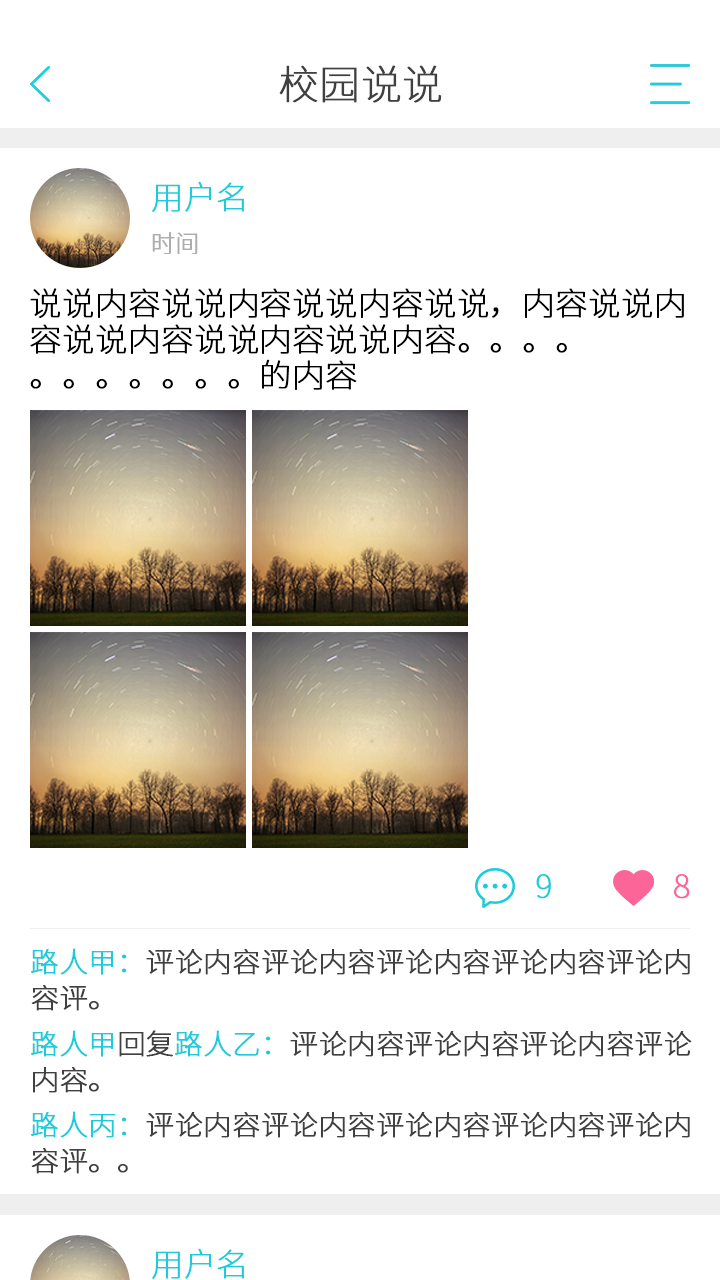 校园说说
用户名
时间
说说内容说说内容说说内容说说，内容说说内
容说说内容说说内容说说内容。。。。
。。。。。。。的内容
9
8
路人甲：评论内容评论内容评论内容评论内容评论内
容评。
路人甲回复路人乙：评论内容评论内容评论内容评论
内容。
路人丙：评论内容评论内容评论内容评论内容评论内
容评。。
用户名